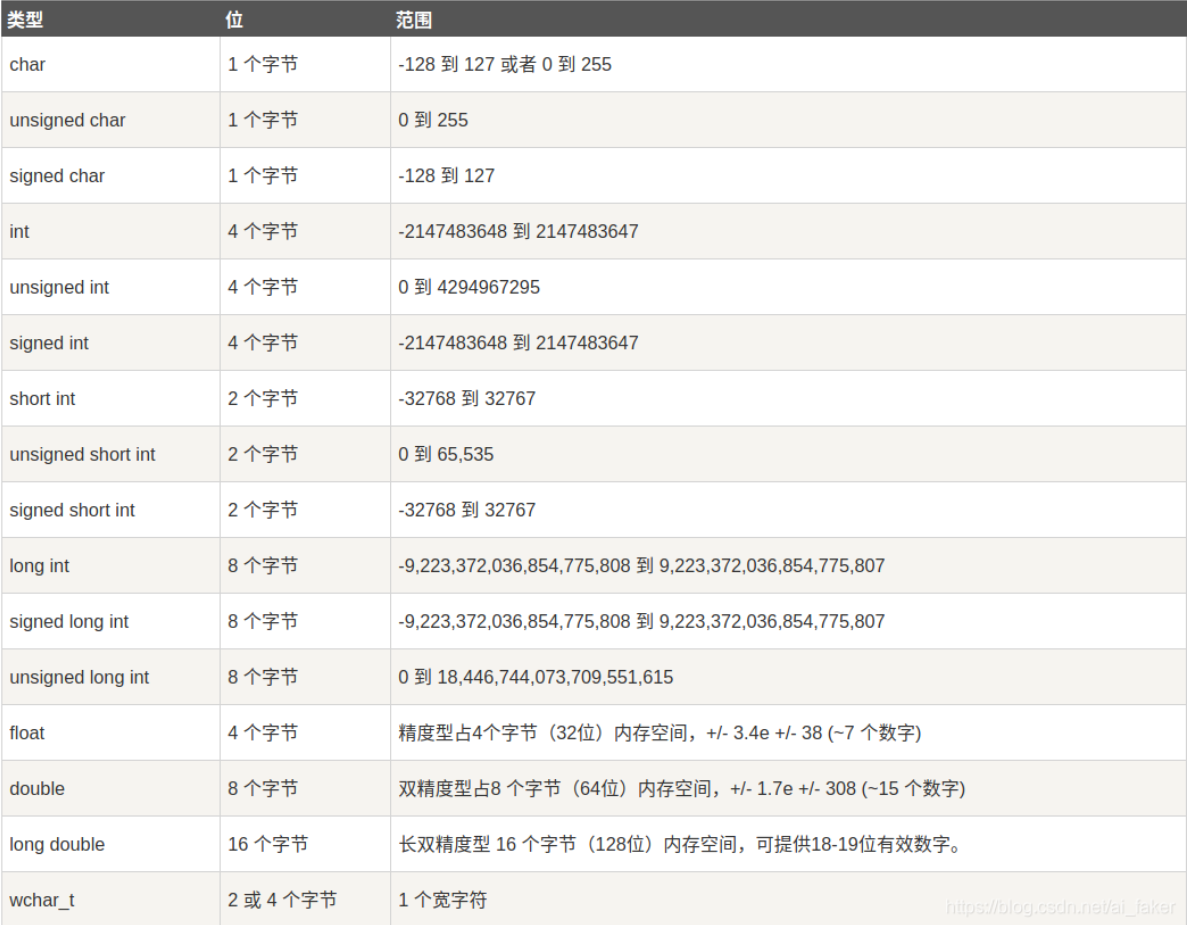 类型 位 范围
char 1 个字节 -128 到 127 或者 0 到 255
unsigned char 1 个字节 0 到 255
signed char 1 个字节 -128 到 127
int 4 个字节 -2147483648 到 2147483647
unsigned int 4 个字节 0 到 4294967295
signed int 4 个字节 -2147483648 到 2147483647
short int 2 个字节 -32768 到 32767
unsigned short int 2 个字节 0 到 65,535
signed short int 2 个字节 -32768 到 32767
long int 8 个字节 -9,223,372,036,854,775,808 到 9,223,372,036,854,775,807
signed long int 8 个字节 -9,223,372,036,854,775,808 到 9,223,372,036,854,775,807
unsigned long int 8 个字节 0 到 18,446,744,073,709,551,615
float 4 个字节 精度型占4个字节（32位）内存空间，+/- 3.4e +/- 38 (~7 个数字)
double 8 个字节 双精度型占8 个字节（64位）内存空间，+/- 1.7e +/- 308 (~15 个数字)
long double 16 个字节 长双精度型 16 个字节（128位）内存空间，可提供18-19位有效数字。
wchar_t 2 或 4 个字节 1 个宽字符
https://blog.csdn.net/ai_faker